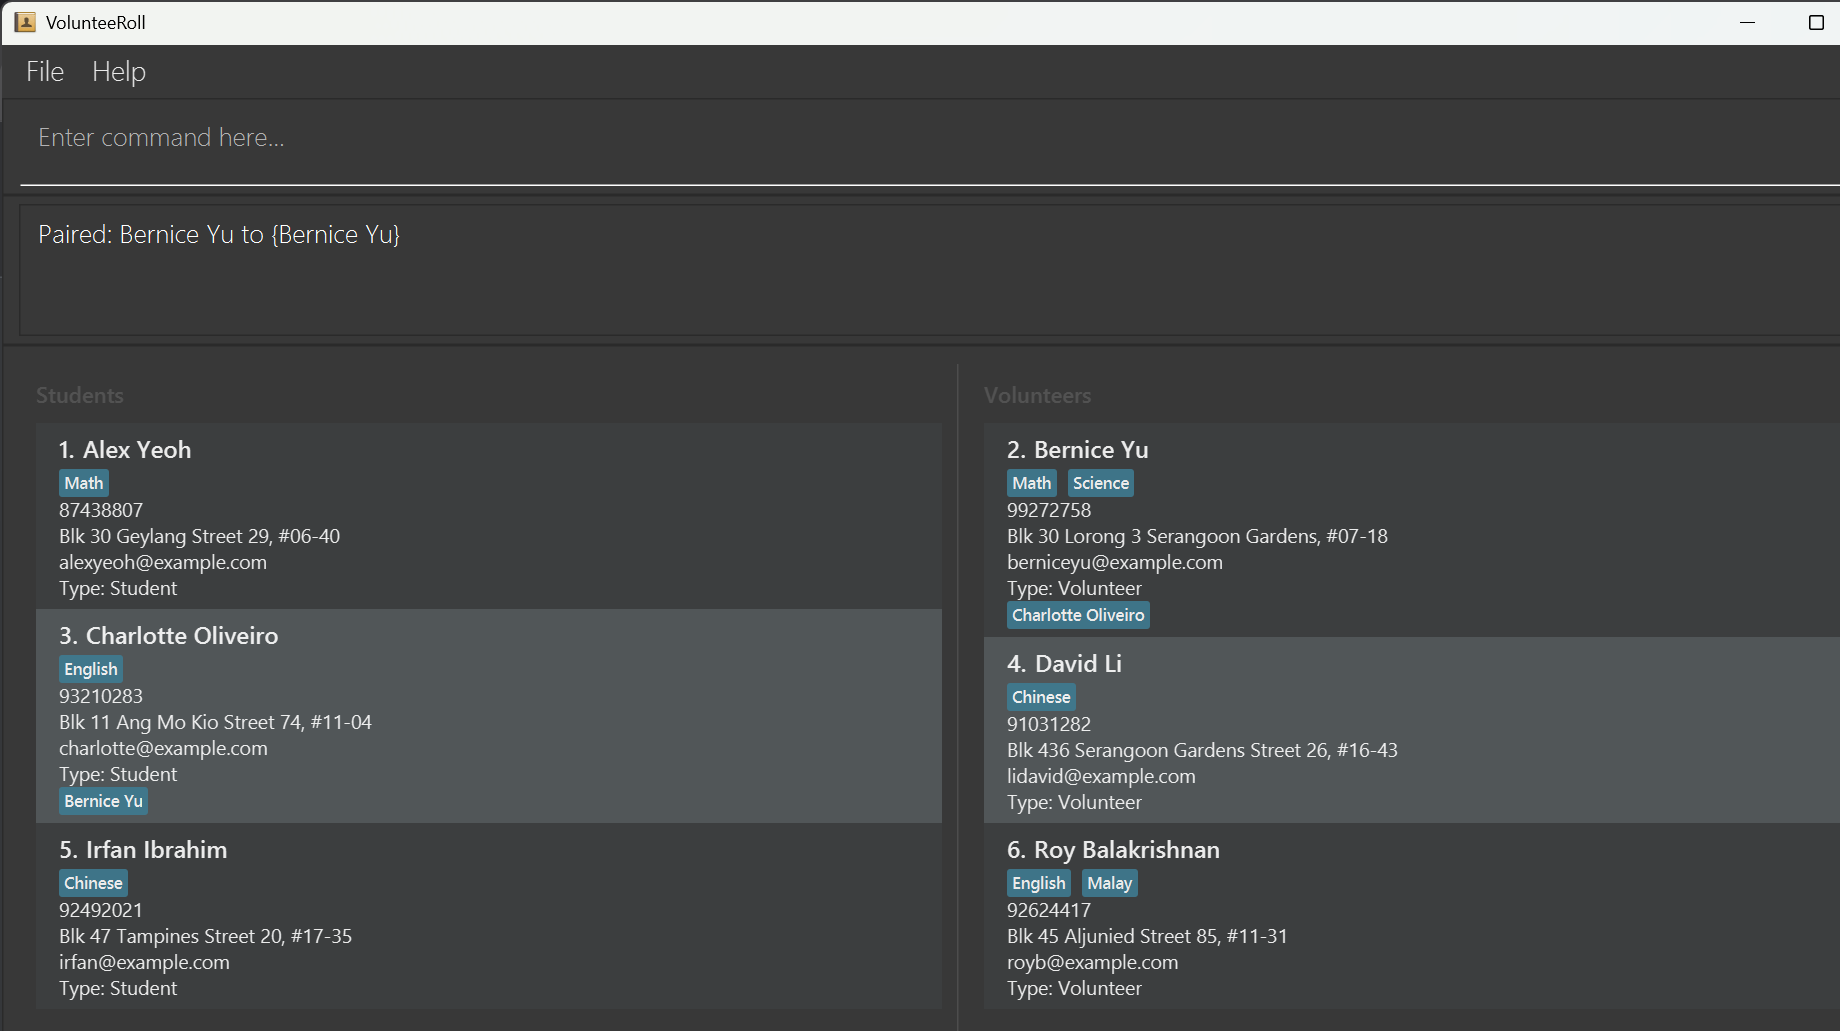 VolunteeRoll
File Help
Enter command here...
Paired: Bernice Yu to {Bernice Yu}
Students
1. Alex Yeoh
Math
87438807
Blk 30 Geylang Street 29, #06-40
alexyeoh@example.com
Type: Student
3. Charlotte Oliveiro
English
93210283
Blk 11 Ang Mo Kio Street 74, #11-04
charlotte@example.com
Type: Student
Bernice Yu
5. Irfan Ibrahim
Chinese
92492021
Blk 47 Tampines Street 20, #17-35
irfan@example.com
Type: Student
Volunteers
2. Bernice Yu
Math Science
99272758
Blk 30 Lorong 3 Serangoon Gardens, #07-18
berniceyu@example.com
Type: Volunteer
Charlotte Oliveiro
4. David Li
Chinese
91031282
Blk 436 Serangoon Gardens Street 26, #16-43
lidavid@example.com
Type: Volunteer
6. Roy Balakrishnan
English Malay
92624417
Blk 45 Aljunied Street 85, #11-31
royb@example.com
Type: Volunteer